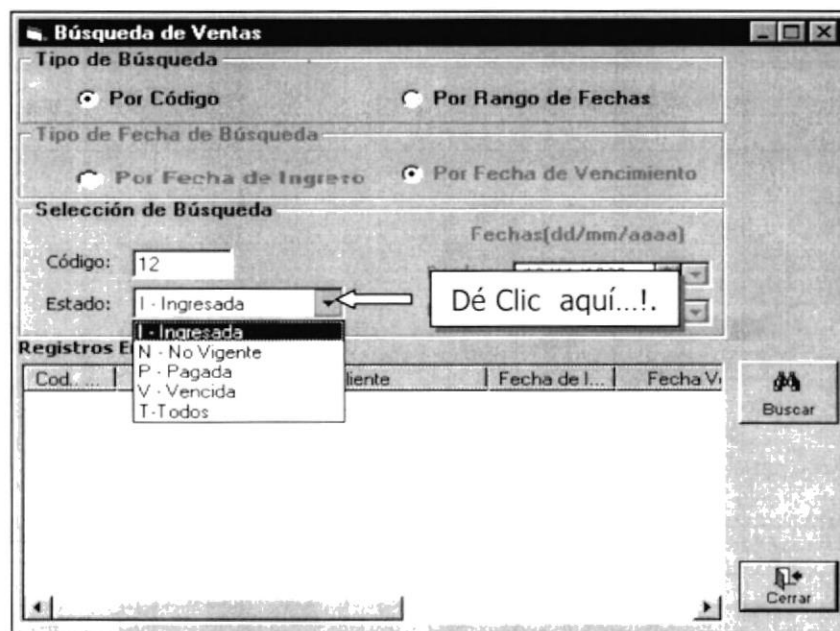 Búsqueda de Ventas
Tipo de Búsqueda
Por Código Por Rango de Fechas
Tipo de Fecha de Búsqueda
Por Fecha de Ingreso Por Fecha de Vencimiento
Selección de Búsqueda
Fechas(dd/mm/aaaa)
Código: 12
Estado: I - Ingresada
Dé Clic aquí...!.
I - Ingresada
N - No Vigente
P - Pagada
V - Vencida
T-Todos
Registros
Cod.. ... liente Fecha de I... Fecha V
Buscar
Cerrar